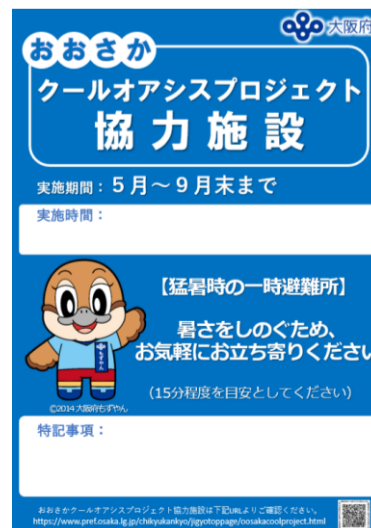 大阪府
おおさか
クールオアシスプロジェクト
協力施設
実施期間：５月～９月末まで
実施時間：
【猛暑時の一時避難所】
暑さをしのぐため、
お気軽にお立ち寄りください
（15分程度を目安としてください）
©2014 大阪府もずやん
特記事項：
おおさかクールオアシスプロジェクト協力施設は下記URLよりご確認ください。
https://www.pref.osaka.lg.jp/chikyukankyo/jigyotoppage/oosakacoolproject.html